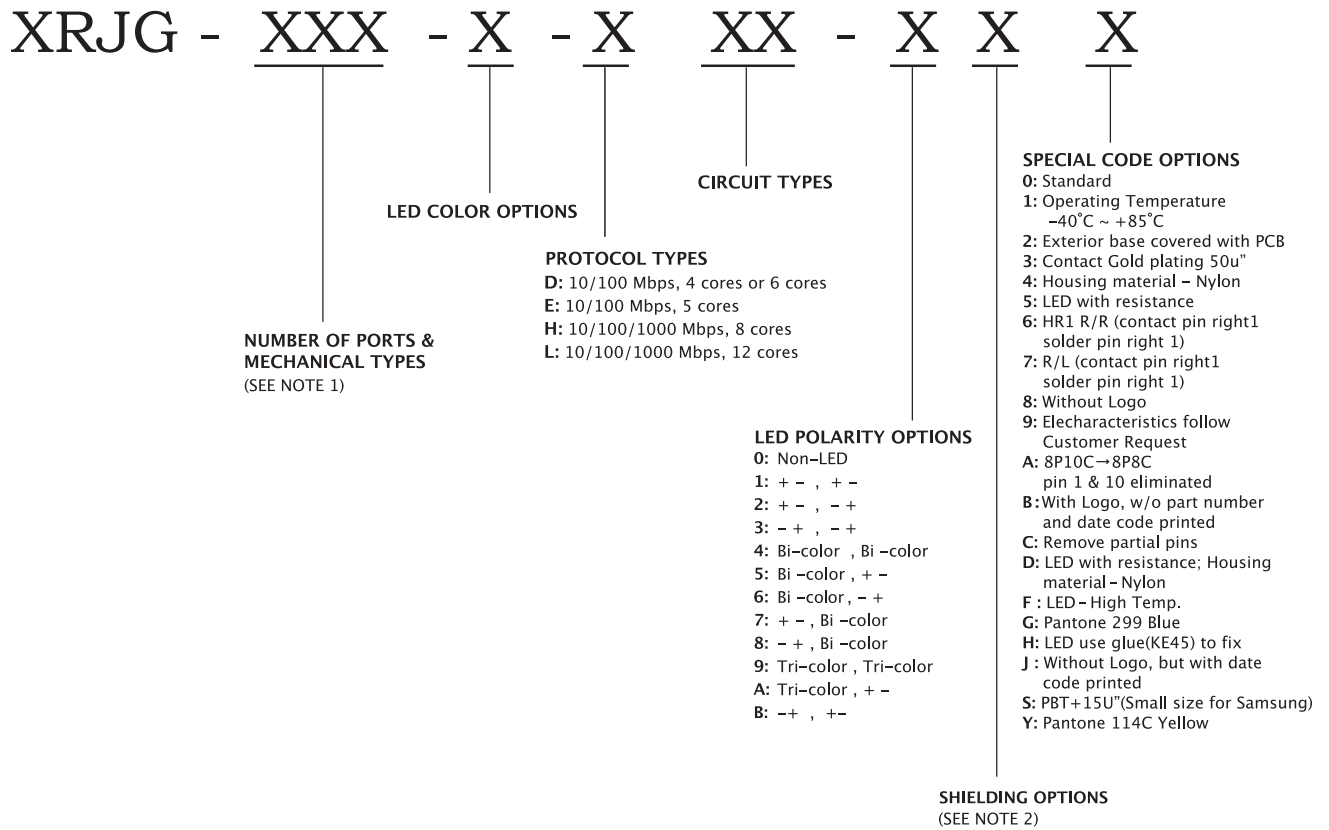 XRJG - XXX - X - X XX - X X X
CIRCUIT TYPES
LED COLOR OPTIONS
PROTOCOL TYPES
D: 10/100 Mbps, 4 cores or 6 cores
E: 10/100 Mbps, 5 cores
H: 10/100/1000 Mbps, 8 cores
L: 10/100/1000 Mbps, 12 cores
NUMBER OF PORTS &
MECHANICAL TYPES
(SEE NOTE 1)
LED POLARITY OPTIONS
0: Non-LED
1: + - , + -
2: + - , - +
3: - + , - +
4: Bi-color , Bi -color
5: Bi -color , + -
6: Bi -color , - +
7: + - , Bi -color
8: - + , Bi -color
9: Tri-color , Tri-color
A: Tri-color , + -
B: -+ , +-
SPECIAL CODE OPTIONS
0: Standard
1: Operating Temperature
-40°C ~ +85°C
2: Exterior base covered with PCB
3: Contact Gold plating 50u"
4: Housing material – Nylon
5: LED with resistance
6: HR1 R/R (contact pin right1
solder pin right 1)
7: R/L (contact pin right1
solder pin right 1)
8: Without Logo
9: Elecharacteristics follow
Customer Request
A: 8P10C→8P8C
pin 1 & 10 eliminated
B:With Logo, w/o part number
and date code printed
C: Remove partial pins
D: LED with resistance; Housing
material – Nylon
F : LED – High Temp.
G: Pantone 299 Blue
H: LED use glue(KE45) to fix
J : Without Logo, but with date
code printed
S: PBT+15U"(Small size for Samsung)
Y: Pantone 114C Yellow
SHIELDING OPTIONS
(SEE NOTE 2)